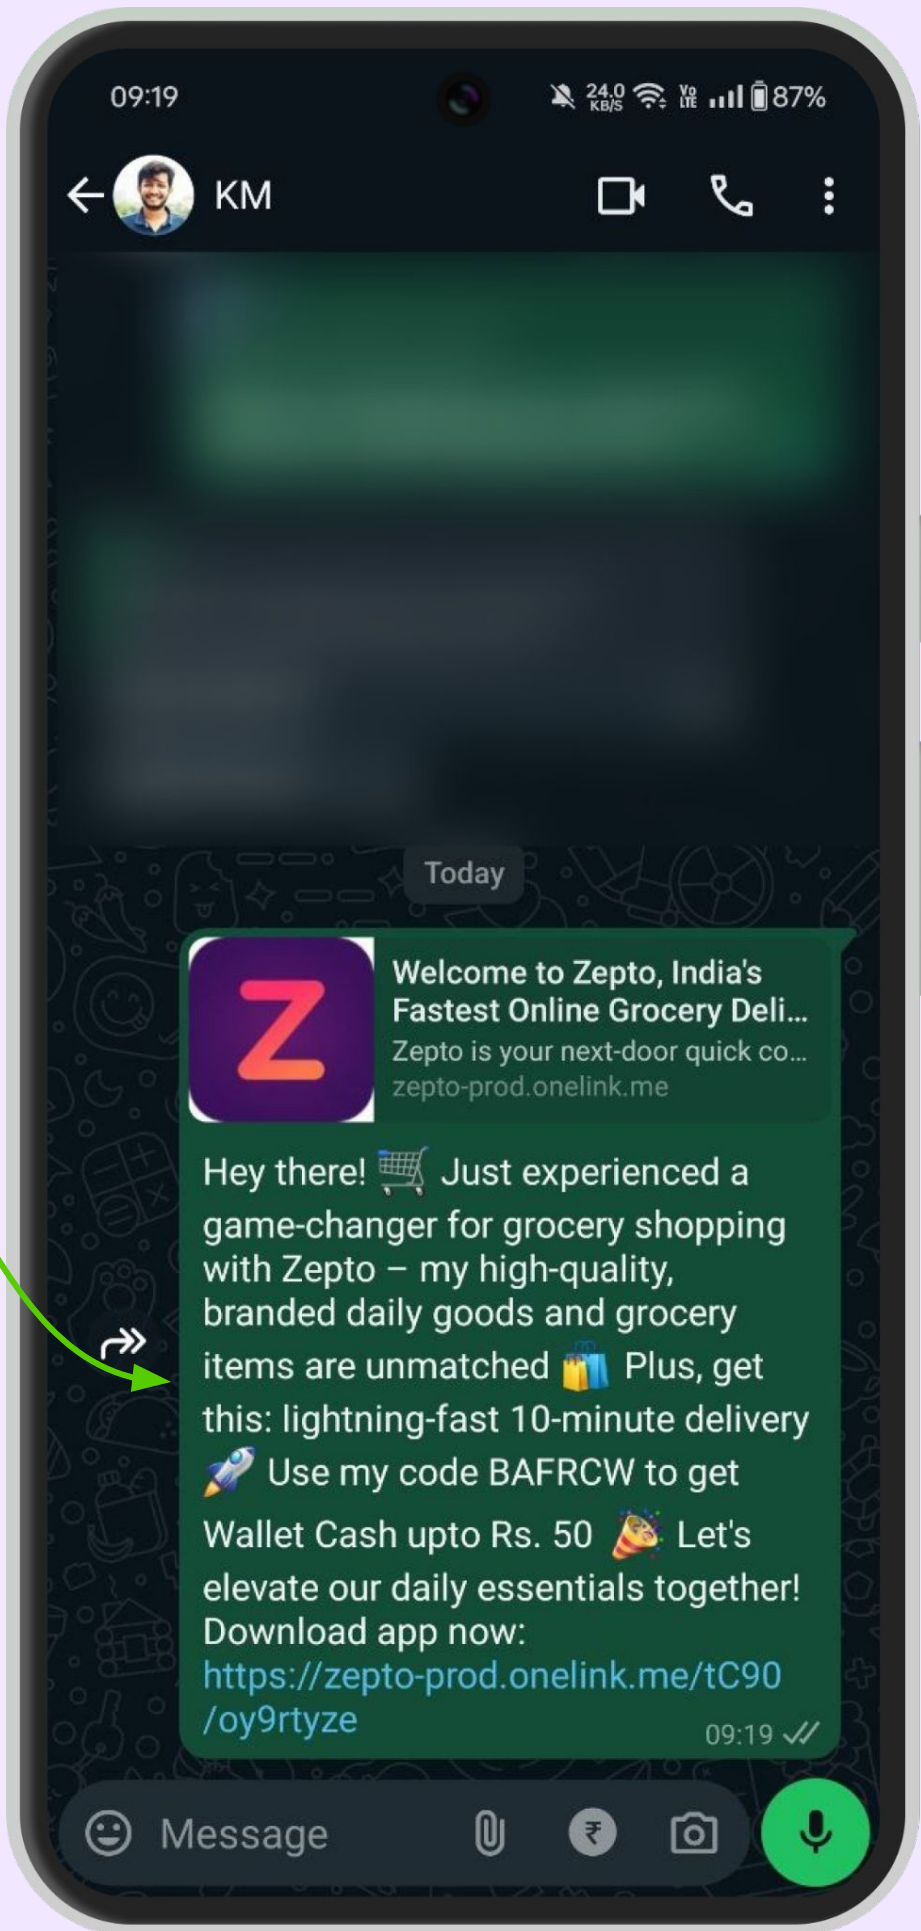 09:19
24.0 KB/S Vo LTE 87%
KM
Today
Z
Welcome to Zepto, India's
Fastest Online Grocery Deli...
Zepto is your next-door quick co...
zepto-prod.onelink.me
Hey there! 🛒 Just experienced a
game-changer for grocery shopping
with Zepto – my high-quality,
branded daily goods and grocery
items are unmatched 🛍️ Plus, get
this: lightning-fast 10-minute delivery
🚀 Use my code BAFRCW to get
Wallet Cash upto Rs. 50 🎉 Let's
elevate our daily essentials together!
Download app now:
https://zepto-prod.onelink.me/tC90
/oy9rtyze
09:19
Message
₹